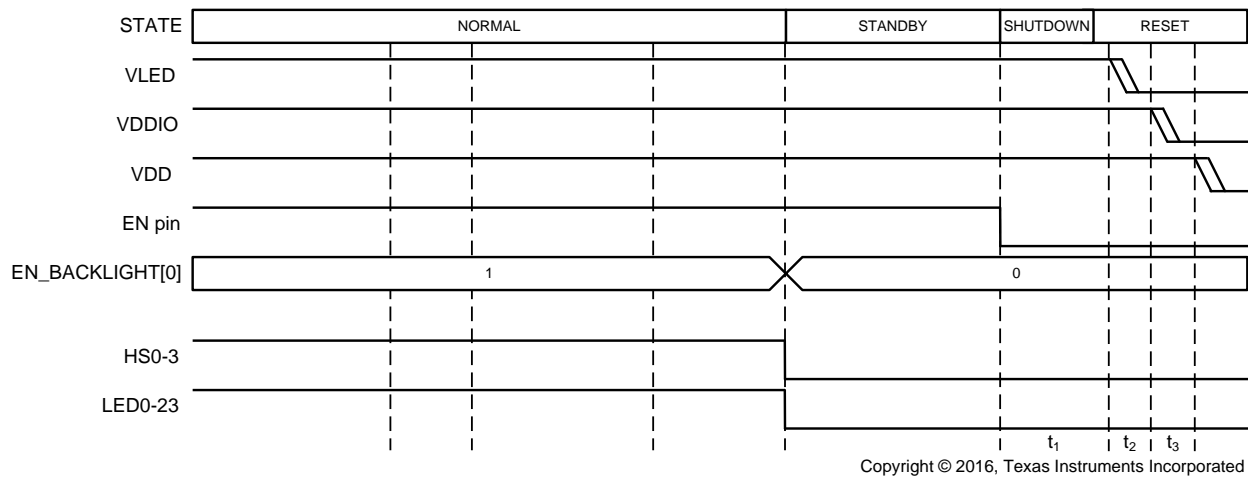 STATE NORMAL STANDBY SHUTDOWN RESET
VLED
VDDIO
VDD
EN pin
EN_BACKLIGHT[0] 1 0
HS0-3
LED0-23
t1 t2 t3
Copyright © 2016, Texas Instruments Incorporated